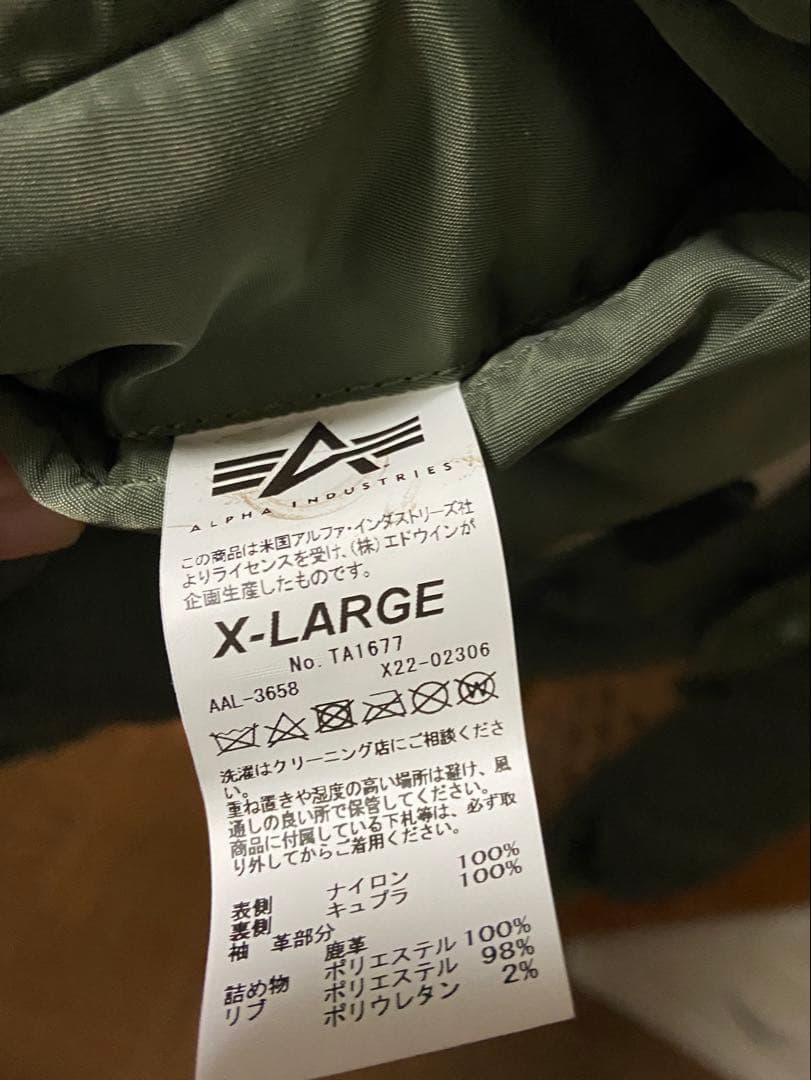 ALPHA INDUSTRIES
この商品は米国アルファ・インダストリーズ社
よりライセンスを受け、(株)エドウインが
企画生産したものです。
X-LARGE
No. TA1677
AAL-3658 X22-02306
洗濯はクリーニング店にご相談くださ
い。
重ね置きや湿度の高い場所は避け、風
通しの良い所で保管してください。
商品に付属している下札等は、必ず取
り外してからご着用ください。
表側 ナイロン 100%
裏側 キュプラ 100%
袖 革部分 鹿革
詰め物 ポリエステル 100%
リブ ポリエステル 98%
ポリウレタン 2%